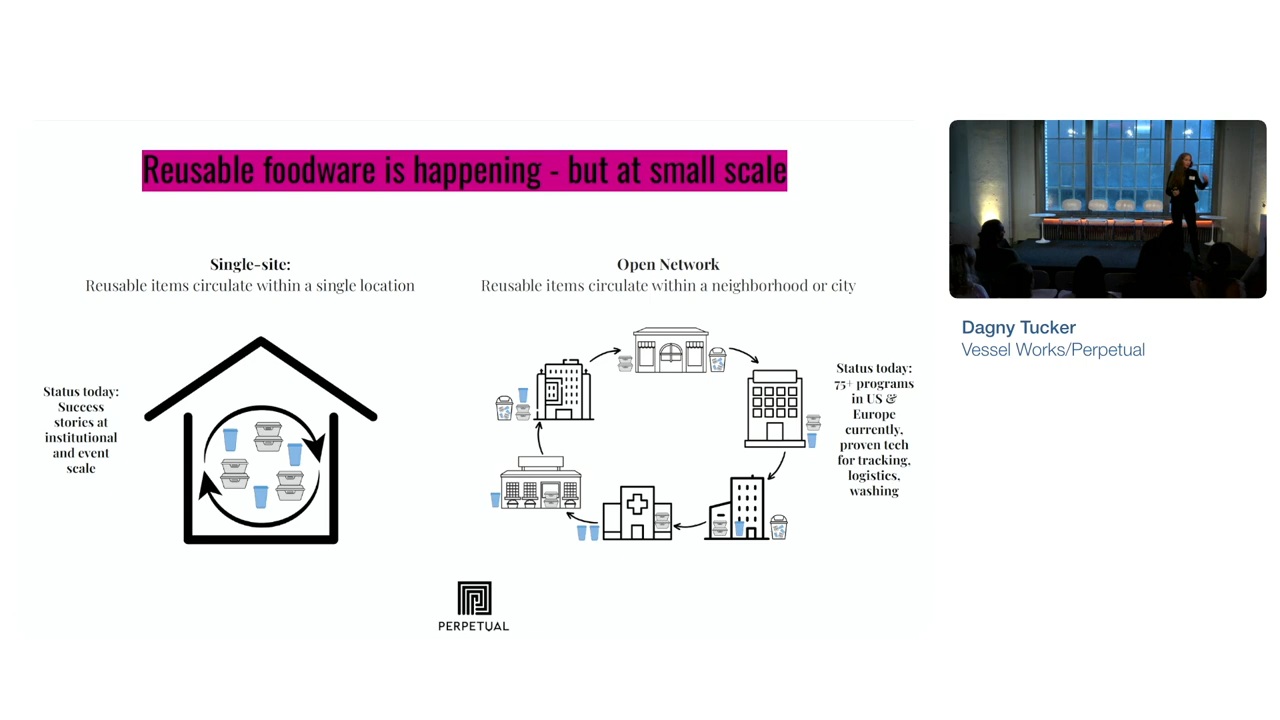 Reusable foodware is happening - but at small scale
Single-site:
Reusable items circulate within a single location
Open Network
Reusable items circulate within a neighborhood or city
Status today:
Success
stories at
institutional
and event
scale
Status today:
75+ programs
in US &
Europe
currently,
proven tech
for tracking,
logistics,
washing
PERPETUAL
Dagny Tucker
Vessel Works/Perpetual